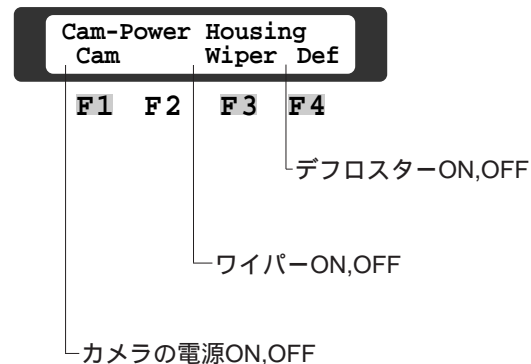 Cam-Power Housing
Cam Wiper Def
F1 F2 F3 F4
デフロスターON,OFF
ワイパーON,OFF
カメラの電源ON,OFF